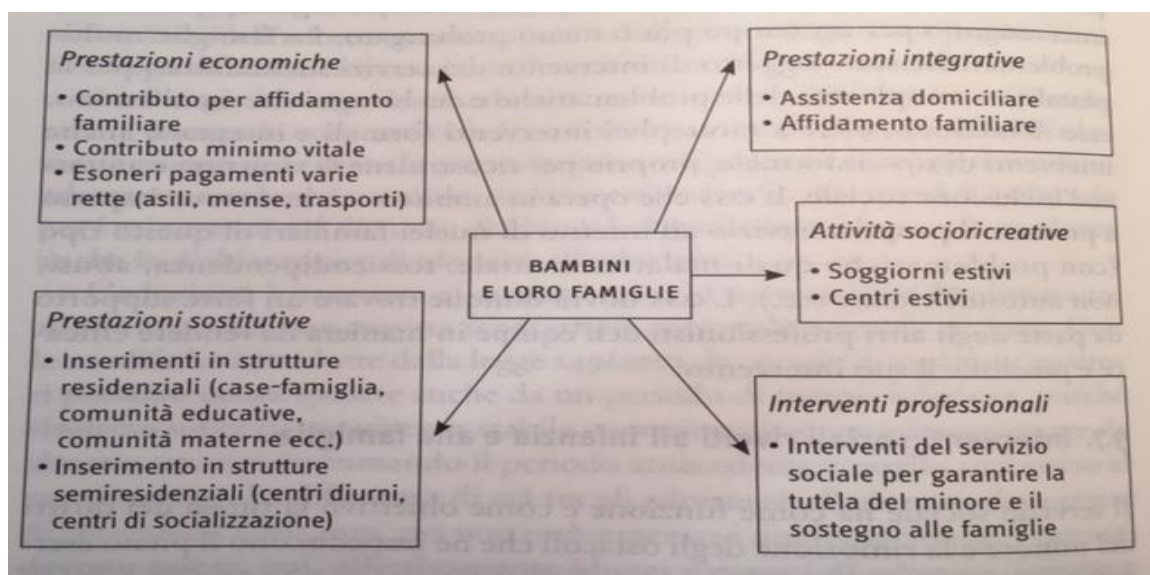 Prestazioni economiche
• Contributo per affidamento
familiare
• Contributo minimo vitale
• Esoneri pagamenti varie
rette (asili, mense, trasporti)
Prestazioni integrative
• Assistenza domiciliare
• Affidamento familiare
BAMBINI
E LORO FAMIGLIE
Attività socioricreative
• Soggiorni estivi
• Centri estivi
Prestazioni sostitutive
• Inserimenti in strutture
residenziali (case-famiglia,
comunità educative,
comunità materne ecc.)
• Inserimento in strutture
semiresidenziali (centri diurni,
centri di socializzazione)
Interventi professionali
• Interventi del servizio
sociale per garantire la
tutela del minore e il
sostegno alle famiglie